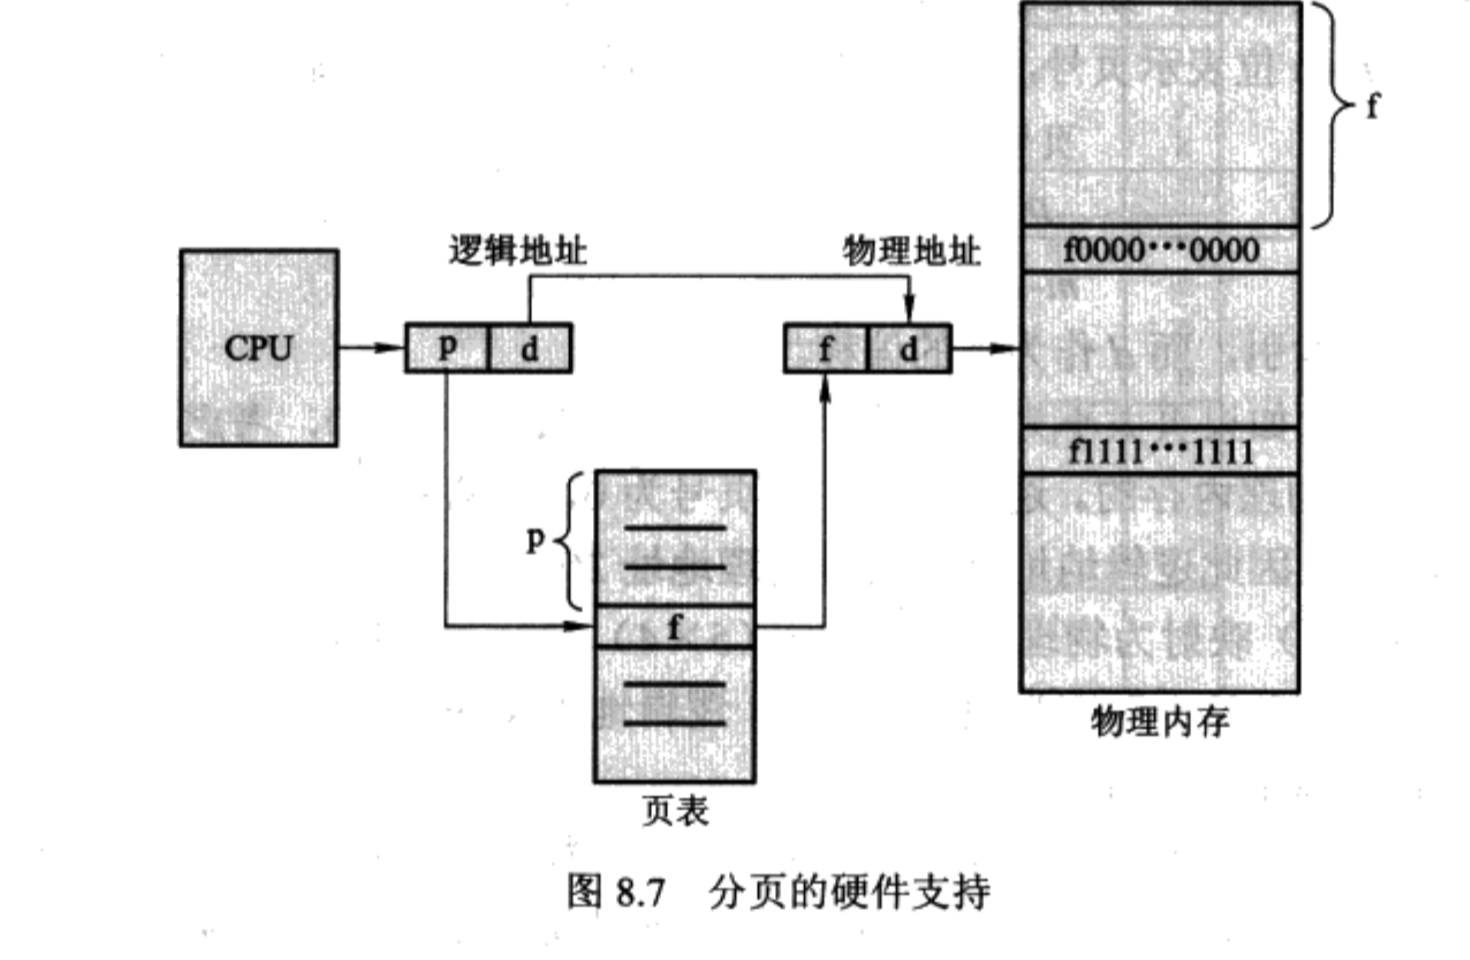 f
f0000···0000
逻辑地址
物理地址
CPU
p
d
f
d
f1111···1111
p
f
物理内存
页表
图 8.7 分页的硬件支持